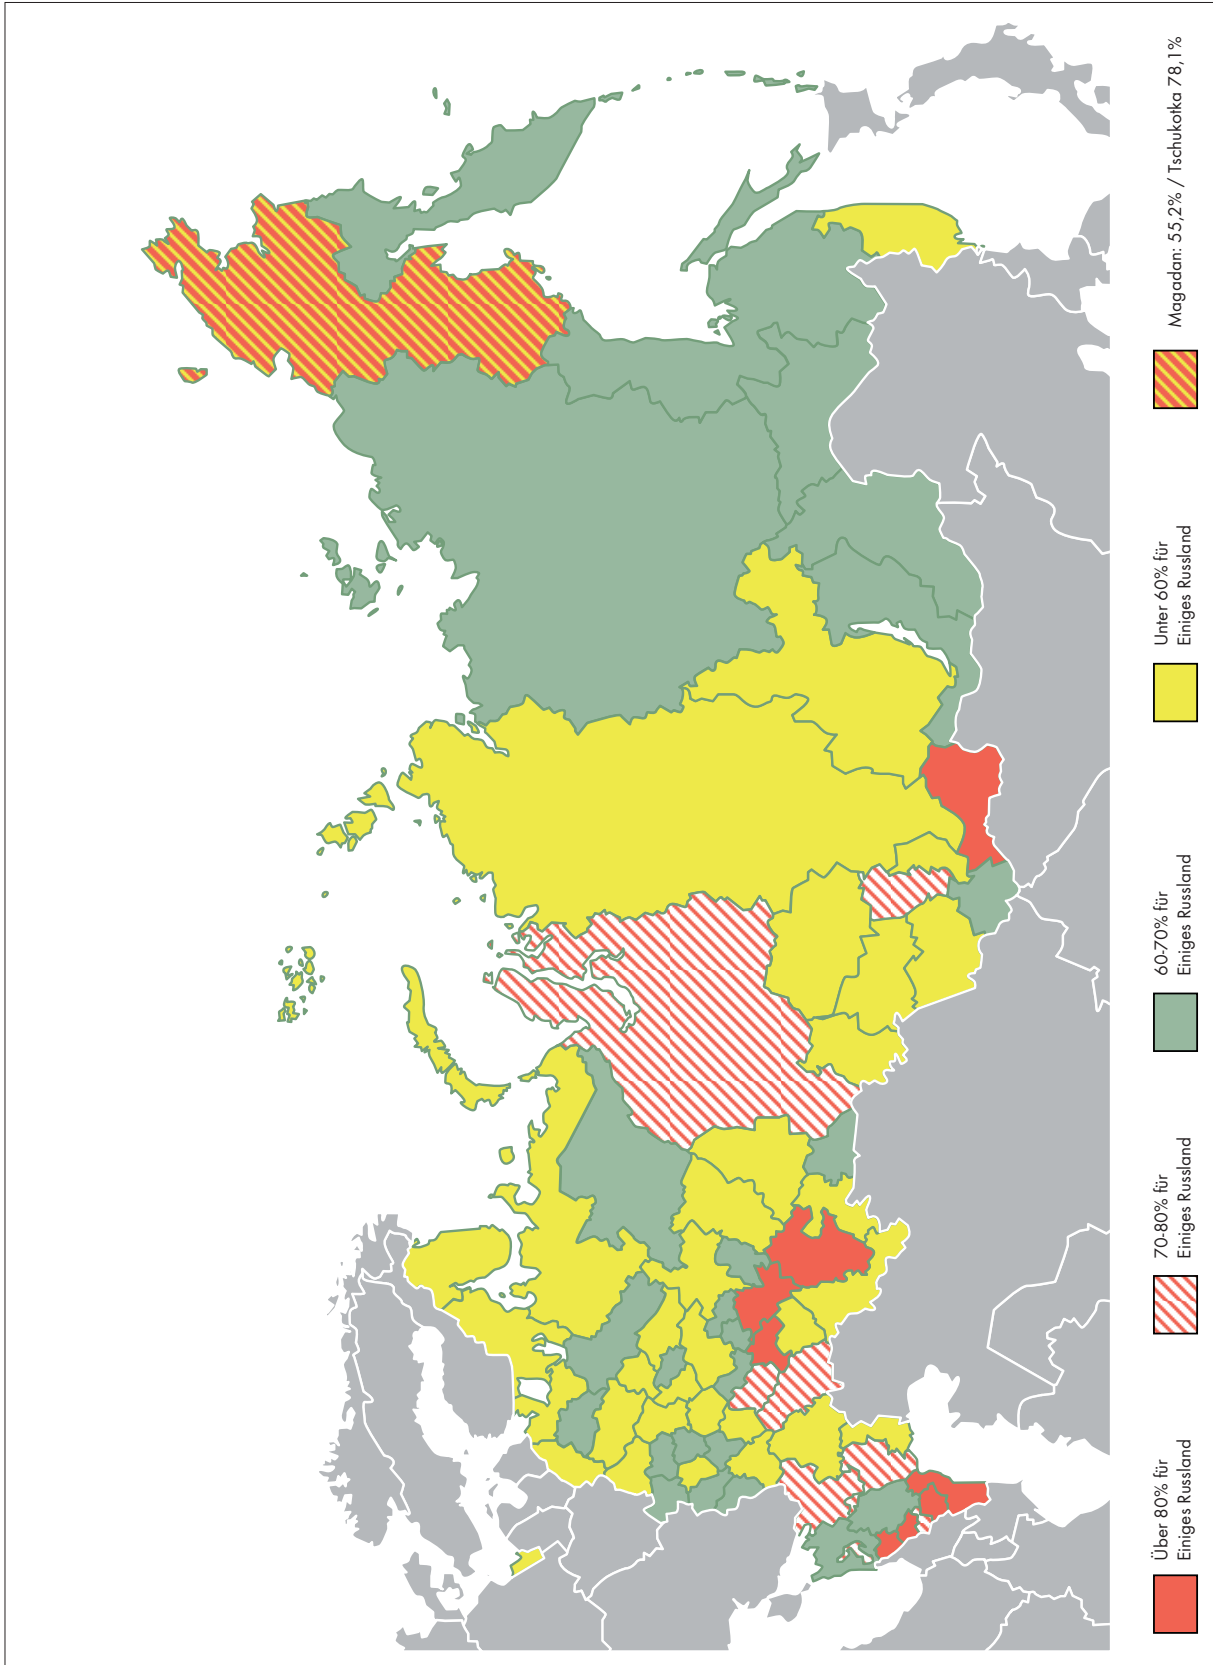 Über 80% für
Einiges Russland
70-80% für
Einiges Russland
60-70% für
Einiges Russland
Unter 60% für
Einiges Russland
Magadan: 55,2% / Tschukotka 78,1%